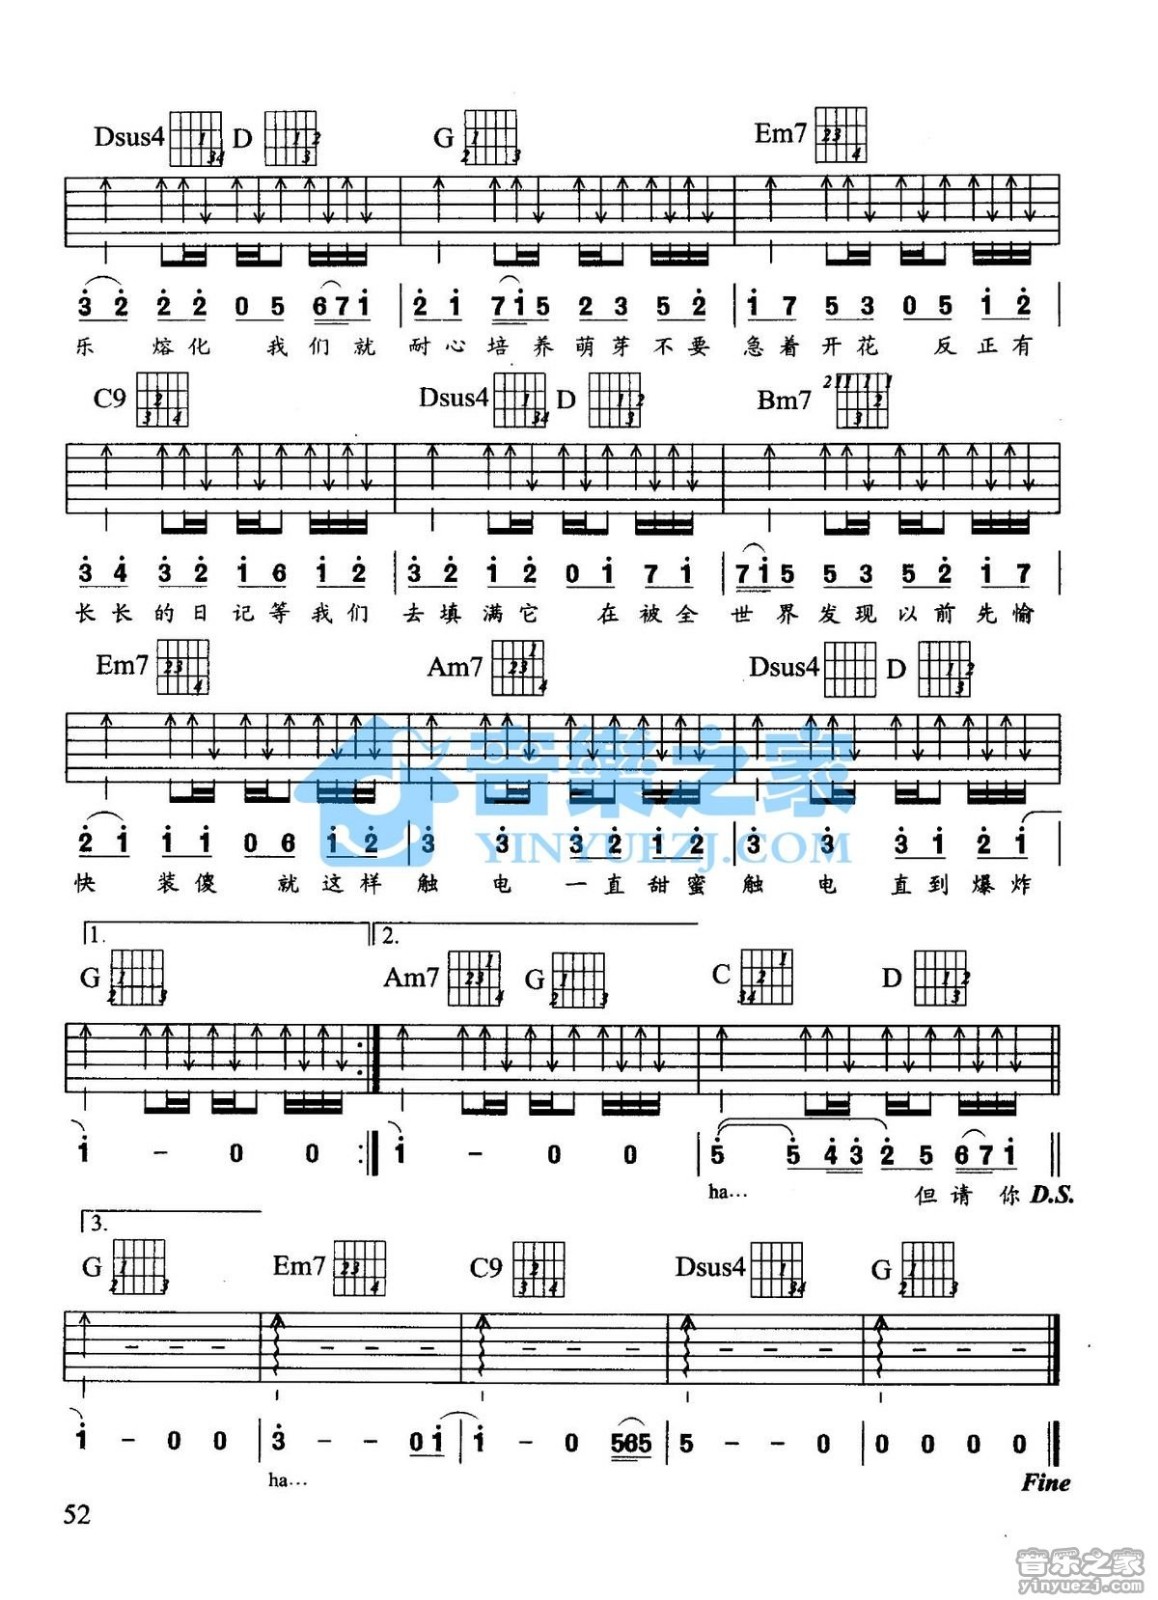 Dsus4 D G Em7
3 2 2 2 0 5 6 7 1 | 2 1 7 1 5 2 3 5 2 | 1 7 5 3 0 5 1 2 |
乐 熔化 我们就 耐心培养萌芽不要 急着开花 反正有
C9 Dsus4 D Bm7
3 4 3 2 1 6 1 2 | 3 2 1 2 0 1 7 1 | 7 1 5 5 3 5 2 1 7 |
长长的日记等我们 去填满它 在被全 世界发现以前先愉
Em7 Am7 Dsus4 D
2 1 1 1 0 6 1 2 | 3 3 3 2 1 2 | 3 3 3 1 2 1 |
快 装傻 就这样 触电 一直甜蜜 触电 直到爆炸
1. 2.
G Am7 G C D
1 – 0 0 :|| 1 – 0 0 | 5 5 4 3 2 5 6 7 1 ||
ha… 但请你 D.S.
3.
G Em7 C9 Dsus4 G
1 – 0 0 | 3 – – 0 1 | 1 – 0 565 | 5 – – 0 | 0 0 0 0 ||
ha…
Fine
52
音樂之家
YINYUEZJ.COM
音乐之家
yinyuezj.com